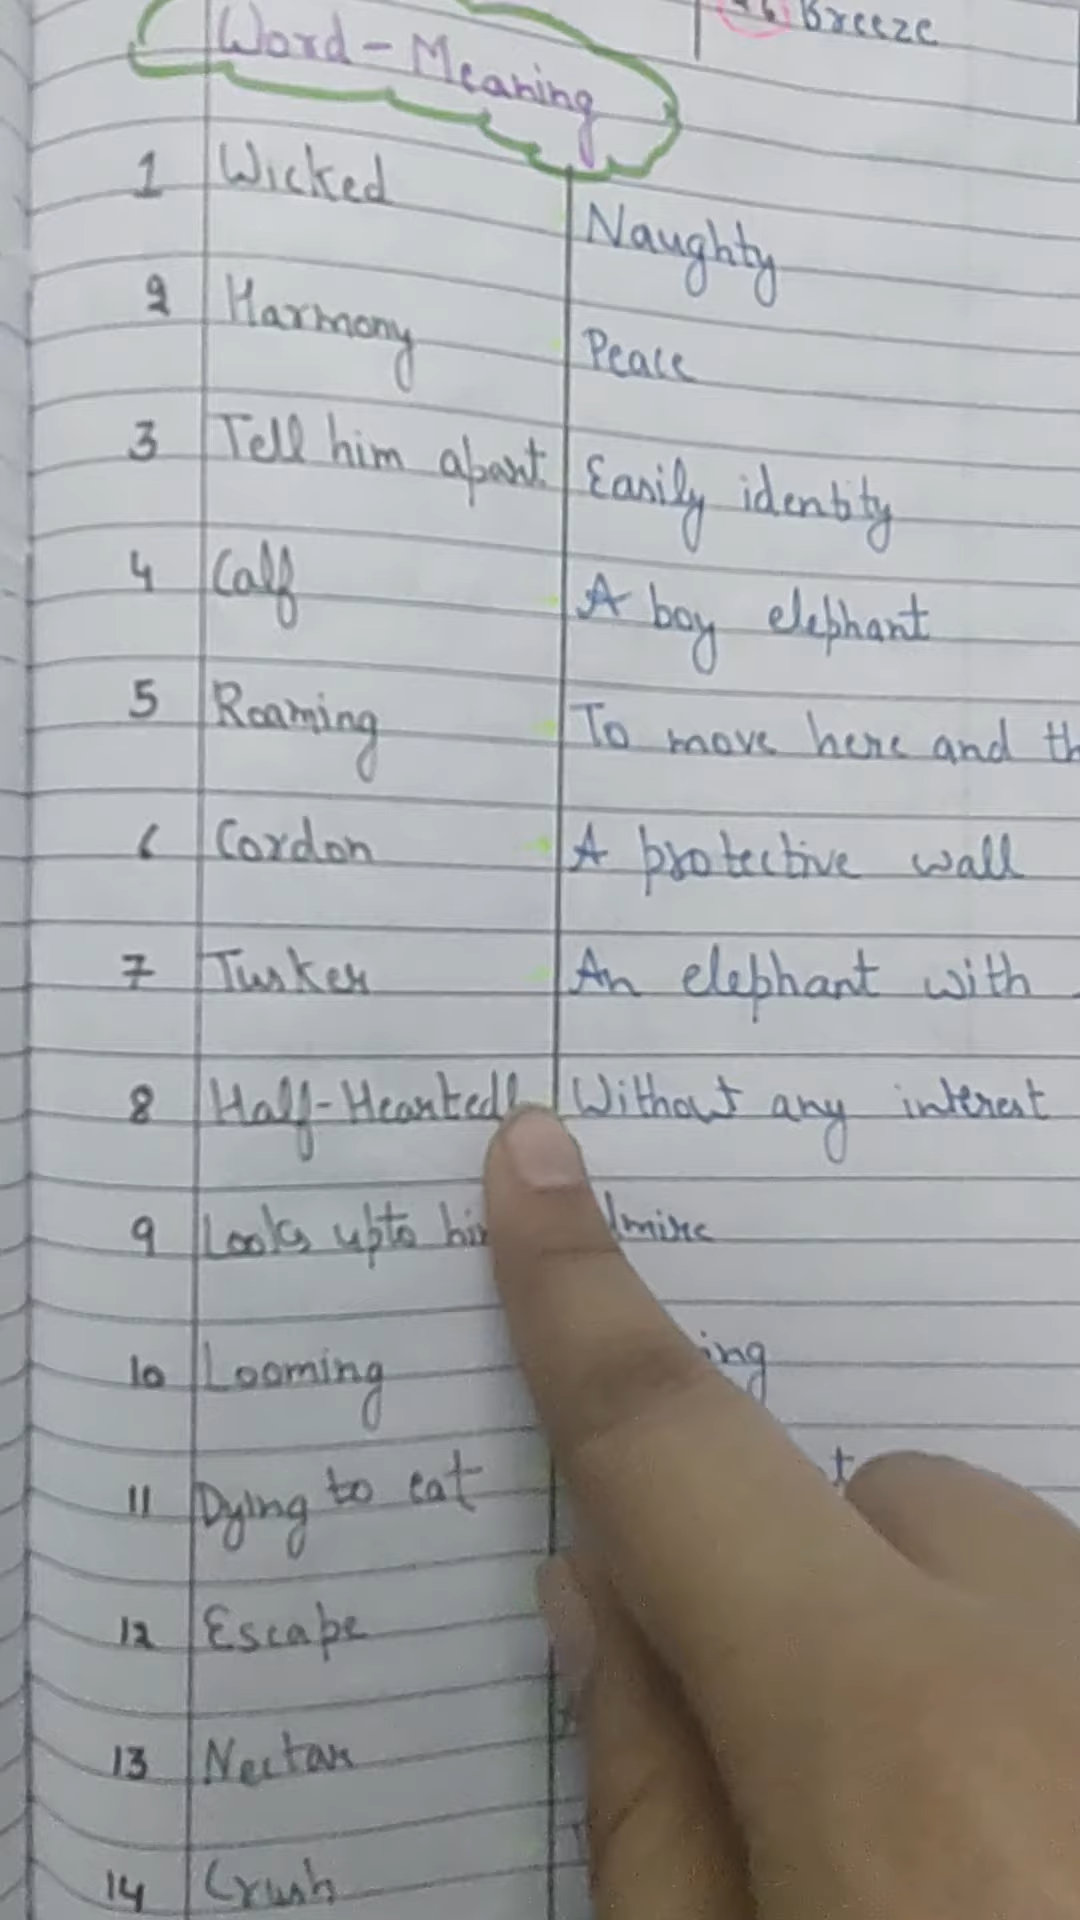 Breeze
Word - Meaning
1 Wicked Naughty
2 Harmony Peace
3 Tell him apart. Easily identity
4 Calf A boy elephant
5 Roaming To move here and th
6 Cordon A protective wall
7 Tusker An elephant with
8 Half-Hearted Without any interest
9 Looks upto
10 Looming
11 Dying to eat
12 Escape
13 Nectar
14 Crush